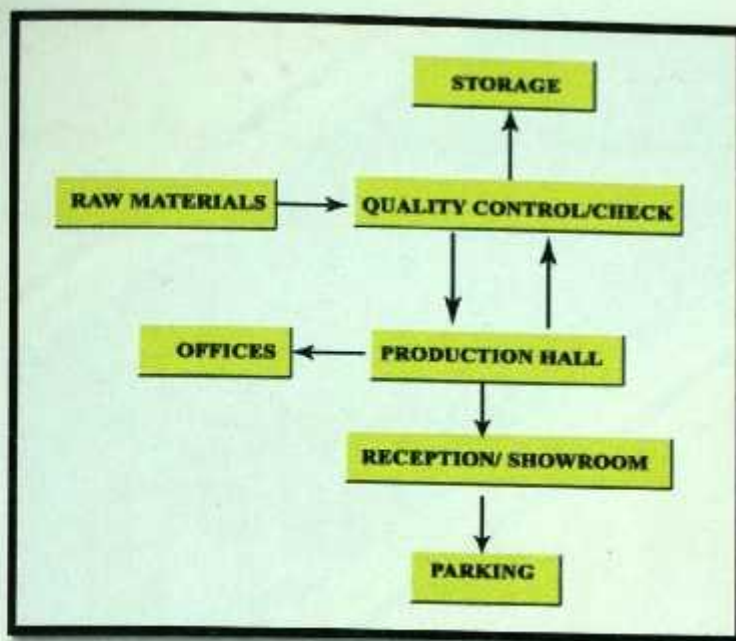 STORAGE
RAW MATERIALS
QUALITY CONTROL/CHECK
OFFICES
PRODUCTION HALL
RECEPTION/ SHOWROOM
PARKING